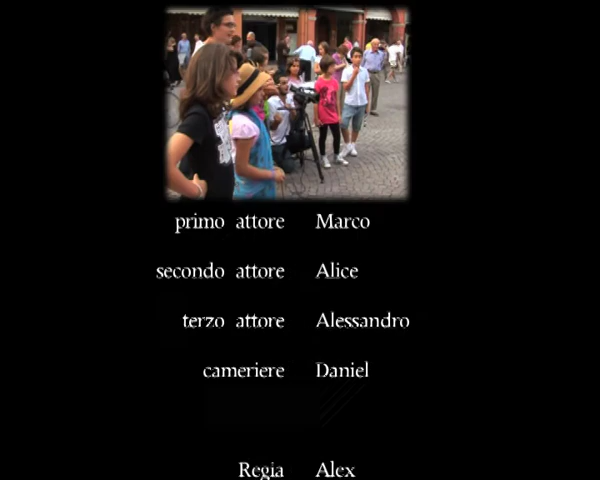 primo attore Marco
secondo attore Alice
terzo attore Alessandro
cameriere Daniel
Regia Alex